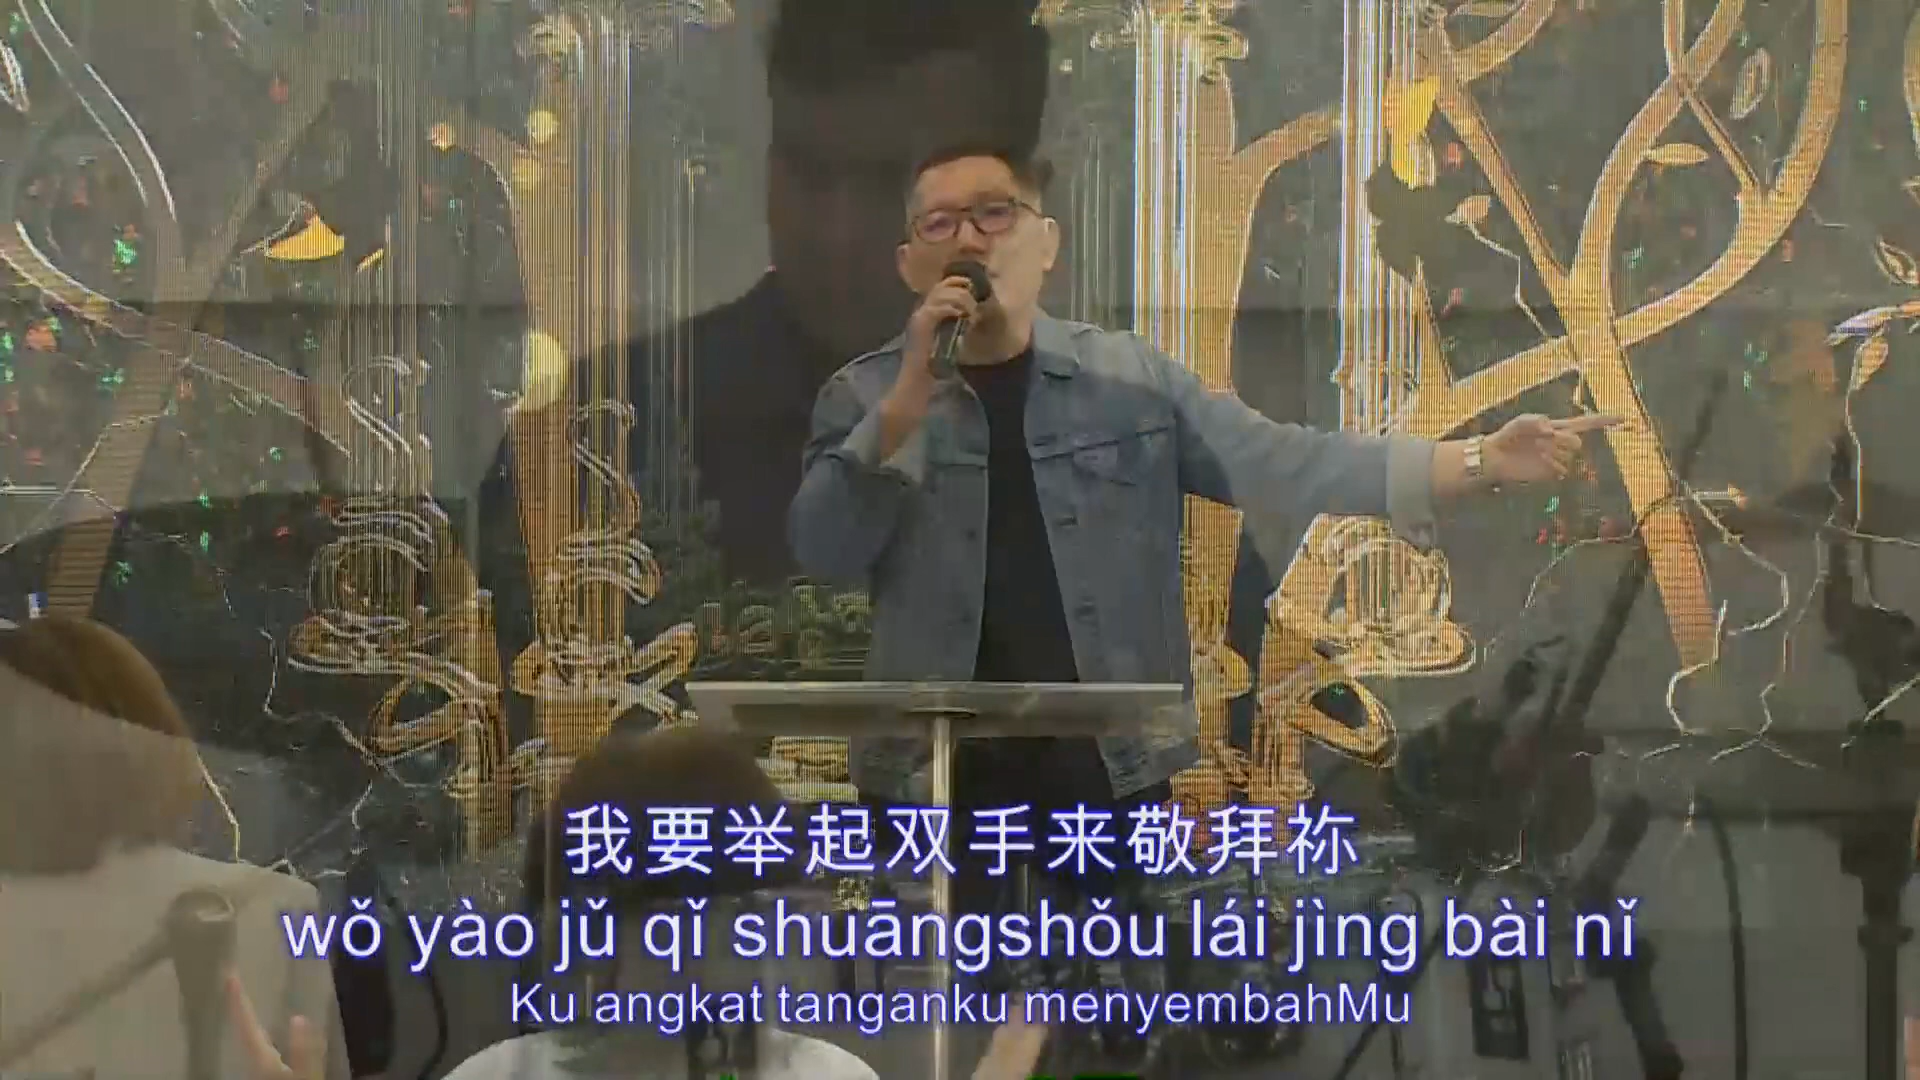 我要举起双手来敬拜祢
wǒ yào jǔ qǐ shuāngshǒu lái jìng bài nǐ
Ku angkat tanganku menyembahMu